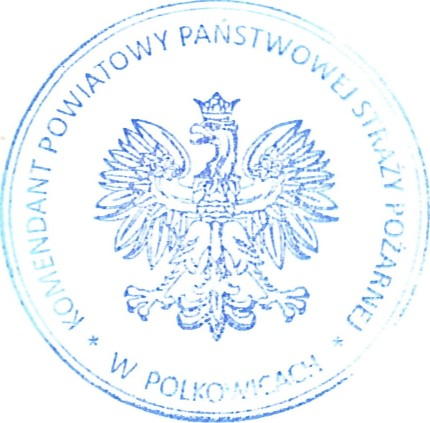 * KOMENDANT POWIATOWY PAŃSTWOWEJ STRAŻY POŻARNEJ *
W POLKOWICACH